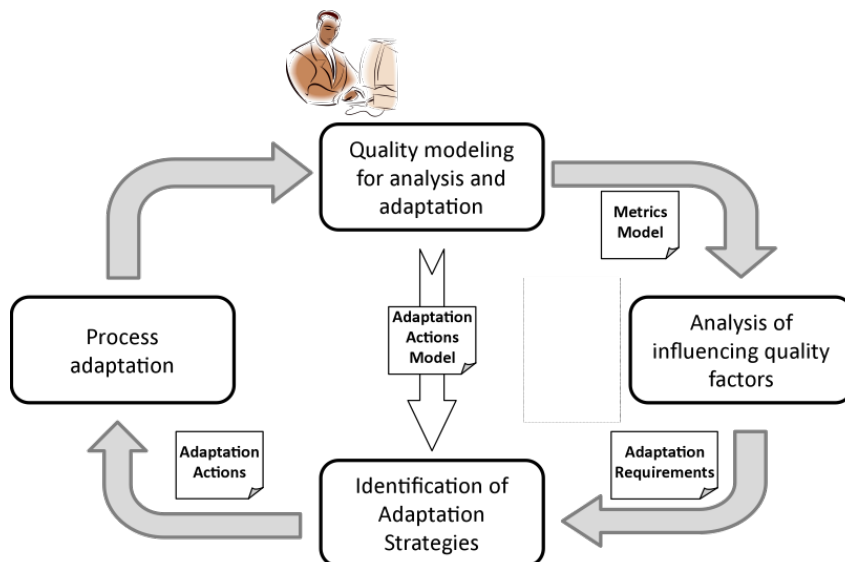 Quality modeling
for analysis and
adaptation
Metrics
Model
Process
adaptation
Adaptation
Actions
Model
Analysis of
influencing quality
factors
Adaptation
Actions
Adaptation
Requirements
Identification of
Adaptation
Strategies